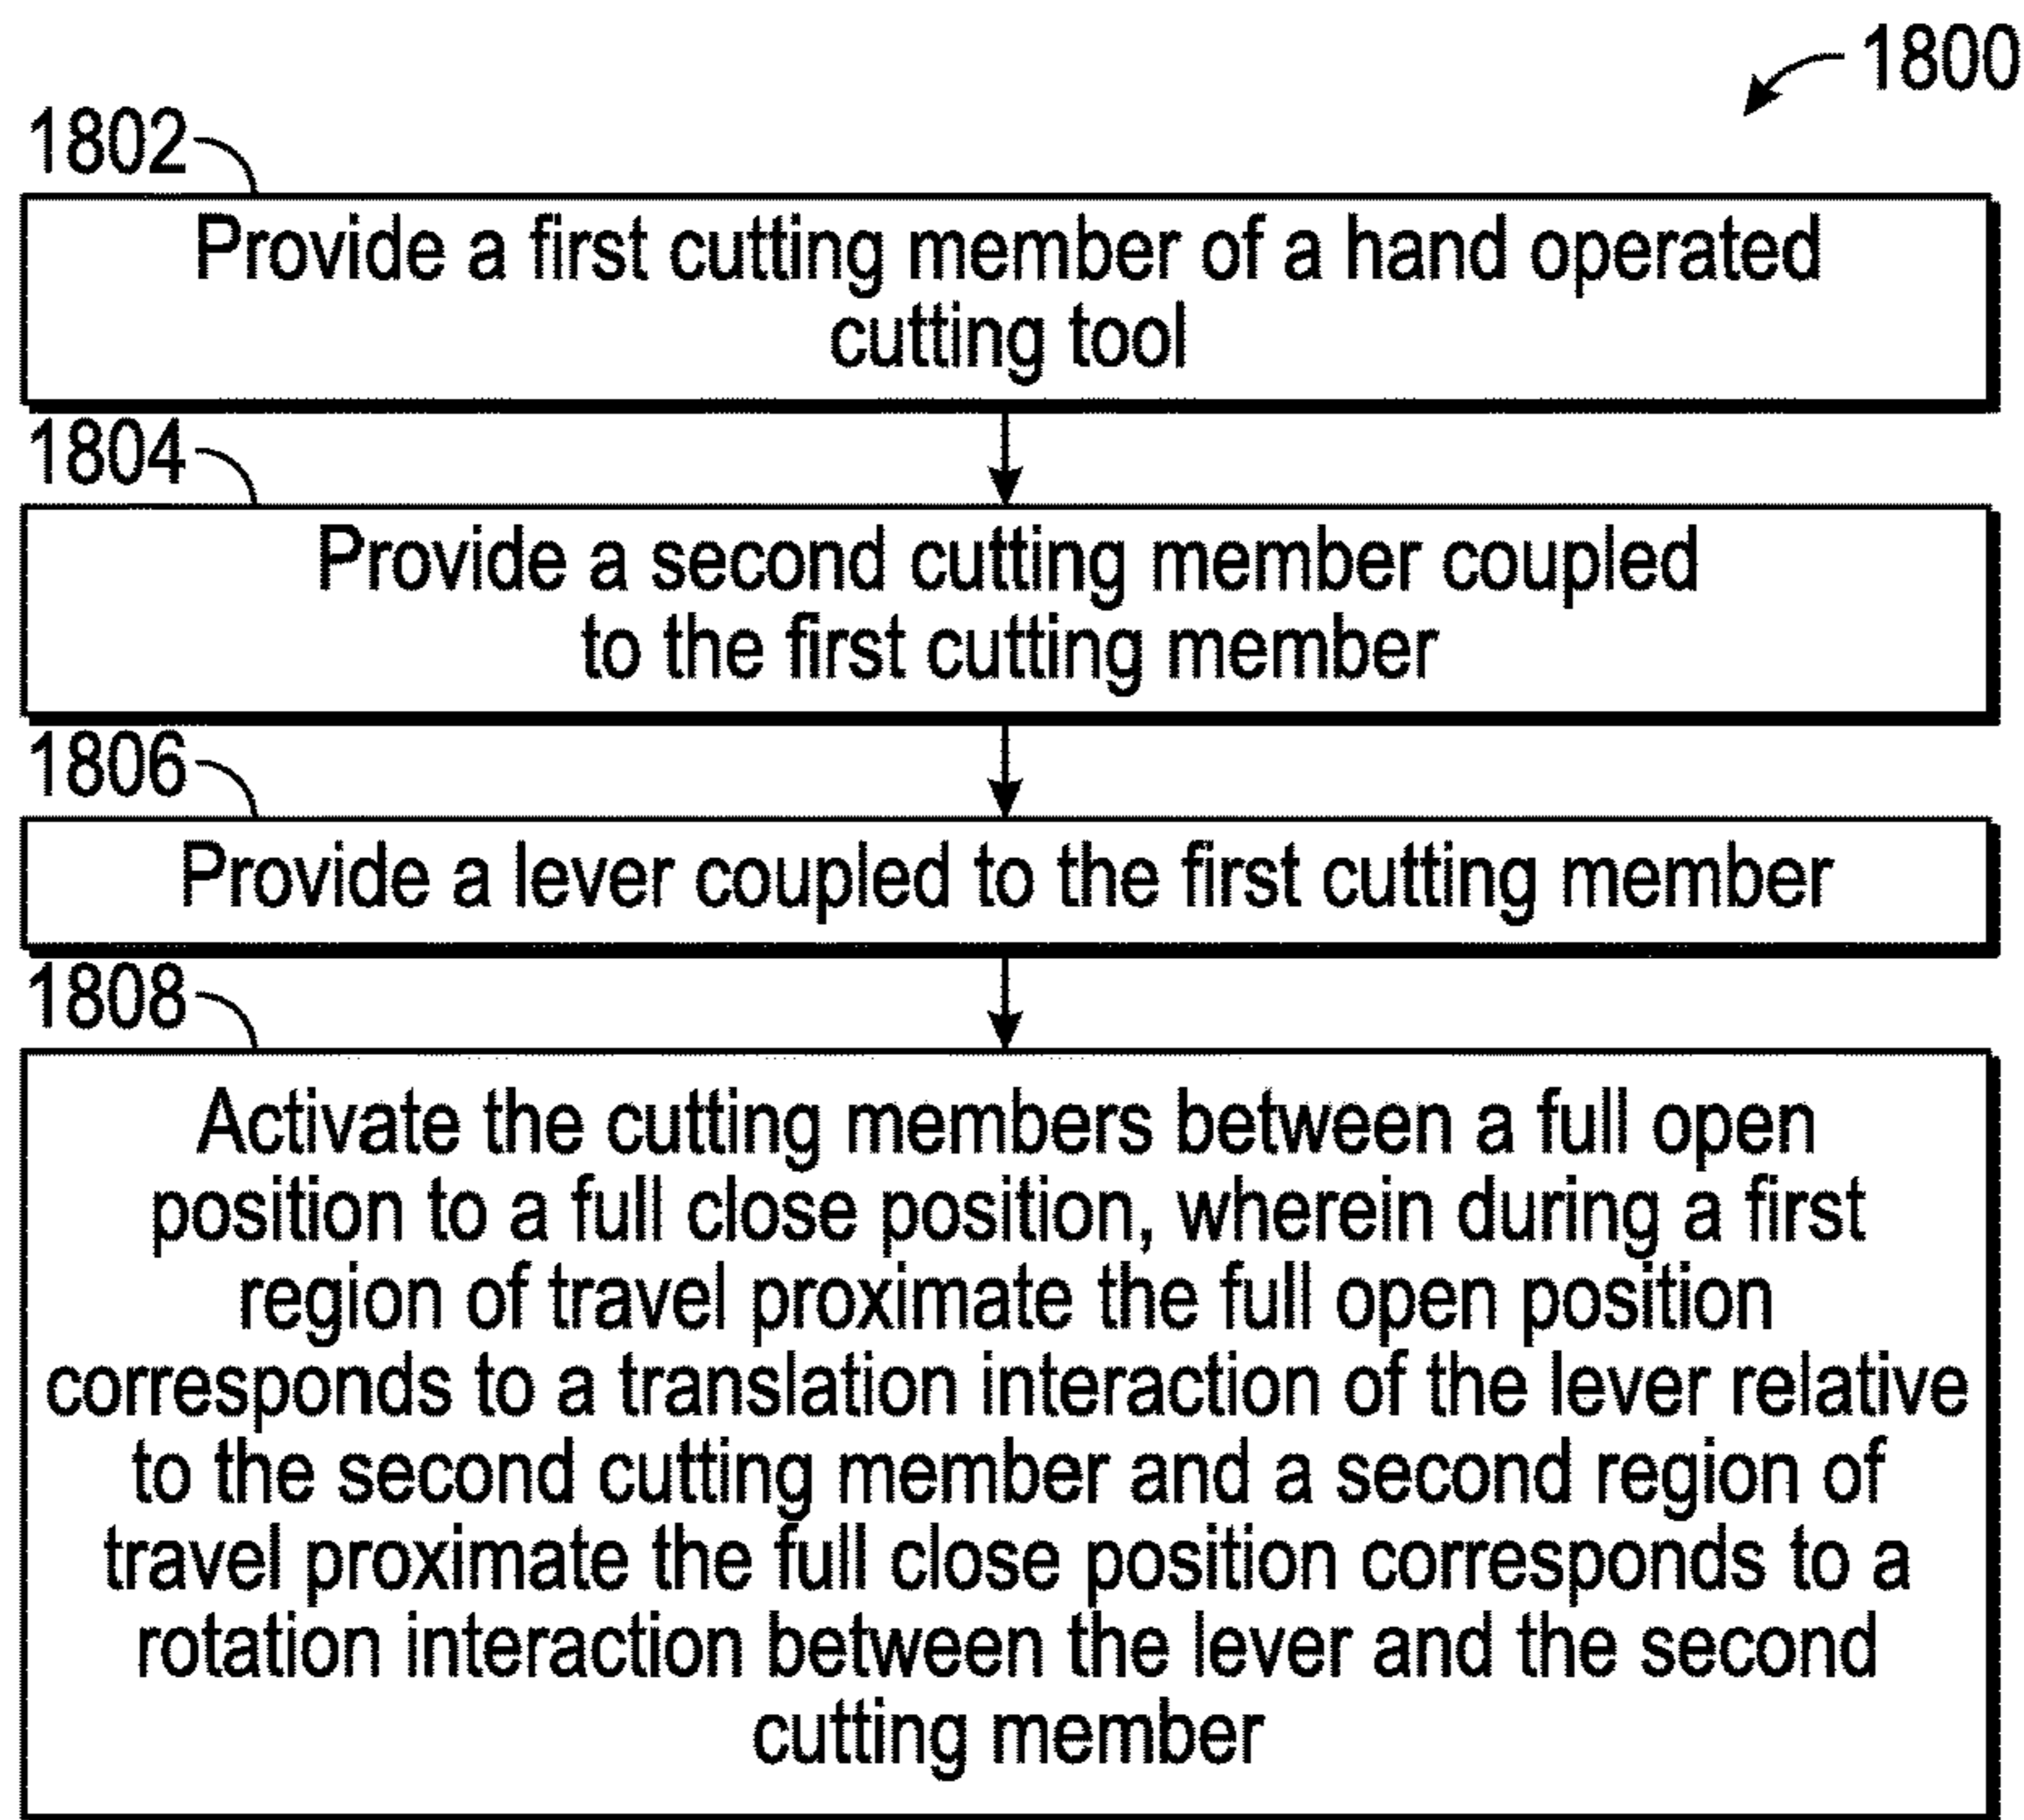 1800
1802
Provide a first cutting member of a hand operated
cutting tool
1804
Provide a second cutting member coupled
to the first cutting member
1806
Provide a lever coupled to the first cutting member
1808
Activate the cutting members between a full open
position to a full close position, wherein during a first
region of travel proximate the full open position
corresponds to a translation interaction of the lever relative
to the second cutting member and a second region of
travel proximate the full close position corresponds to a
rotation interaction between the lever and the second
cutting member